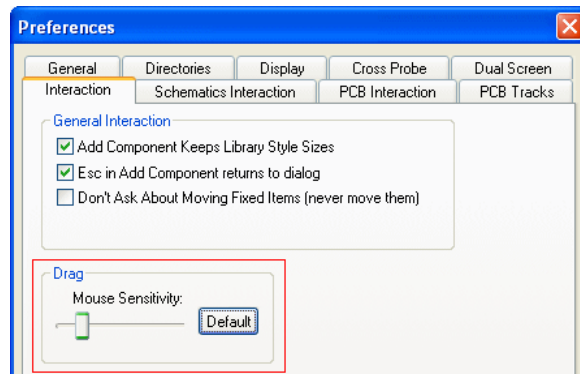 Preferences
General Directories Display Cross Probe Dual Screen
Interaction Schematics Interaction PCB Interaction PCB Tracks
General Interaction
Add Component Keeps Library Style Sizes
Esc in Add Component returns to dialog
Don't Ask About Moving Fixed Items (never move them)
Drag
Mouse Sensitivity:
Default